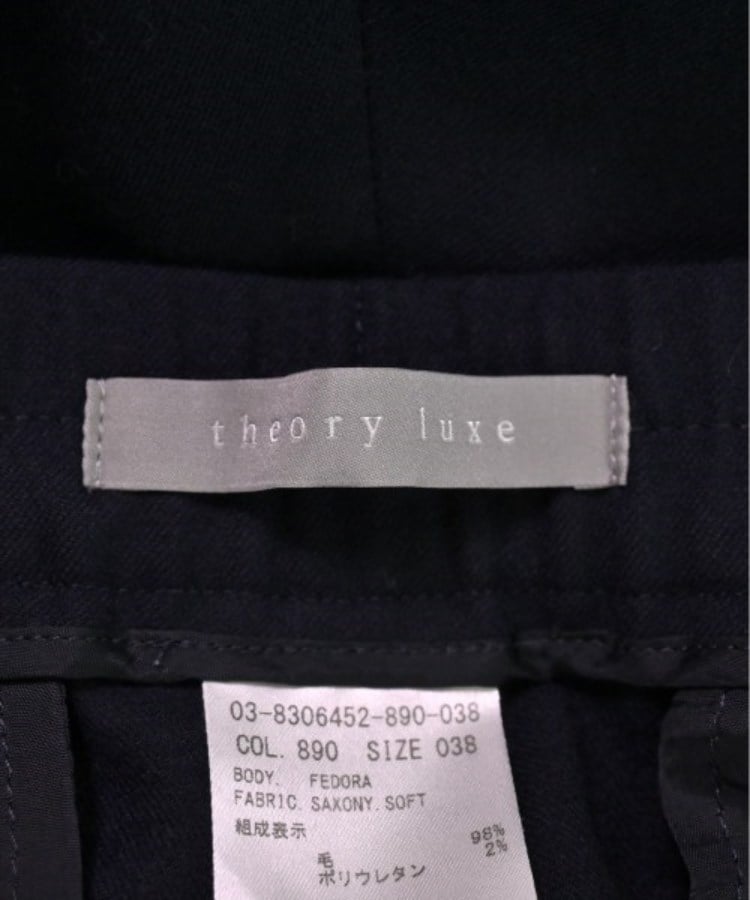 theory luxe
03-8306452-890-038
COL. 890 SIZE 038
BODY. FEDORA
FABRIC. SAXONY. SOFT
組成表示
毛 98%
ポリウレタン 2%